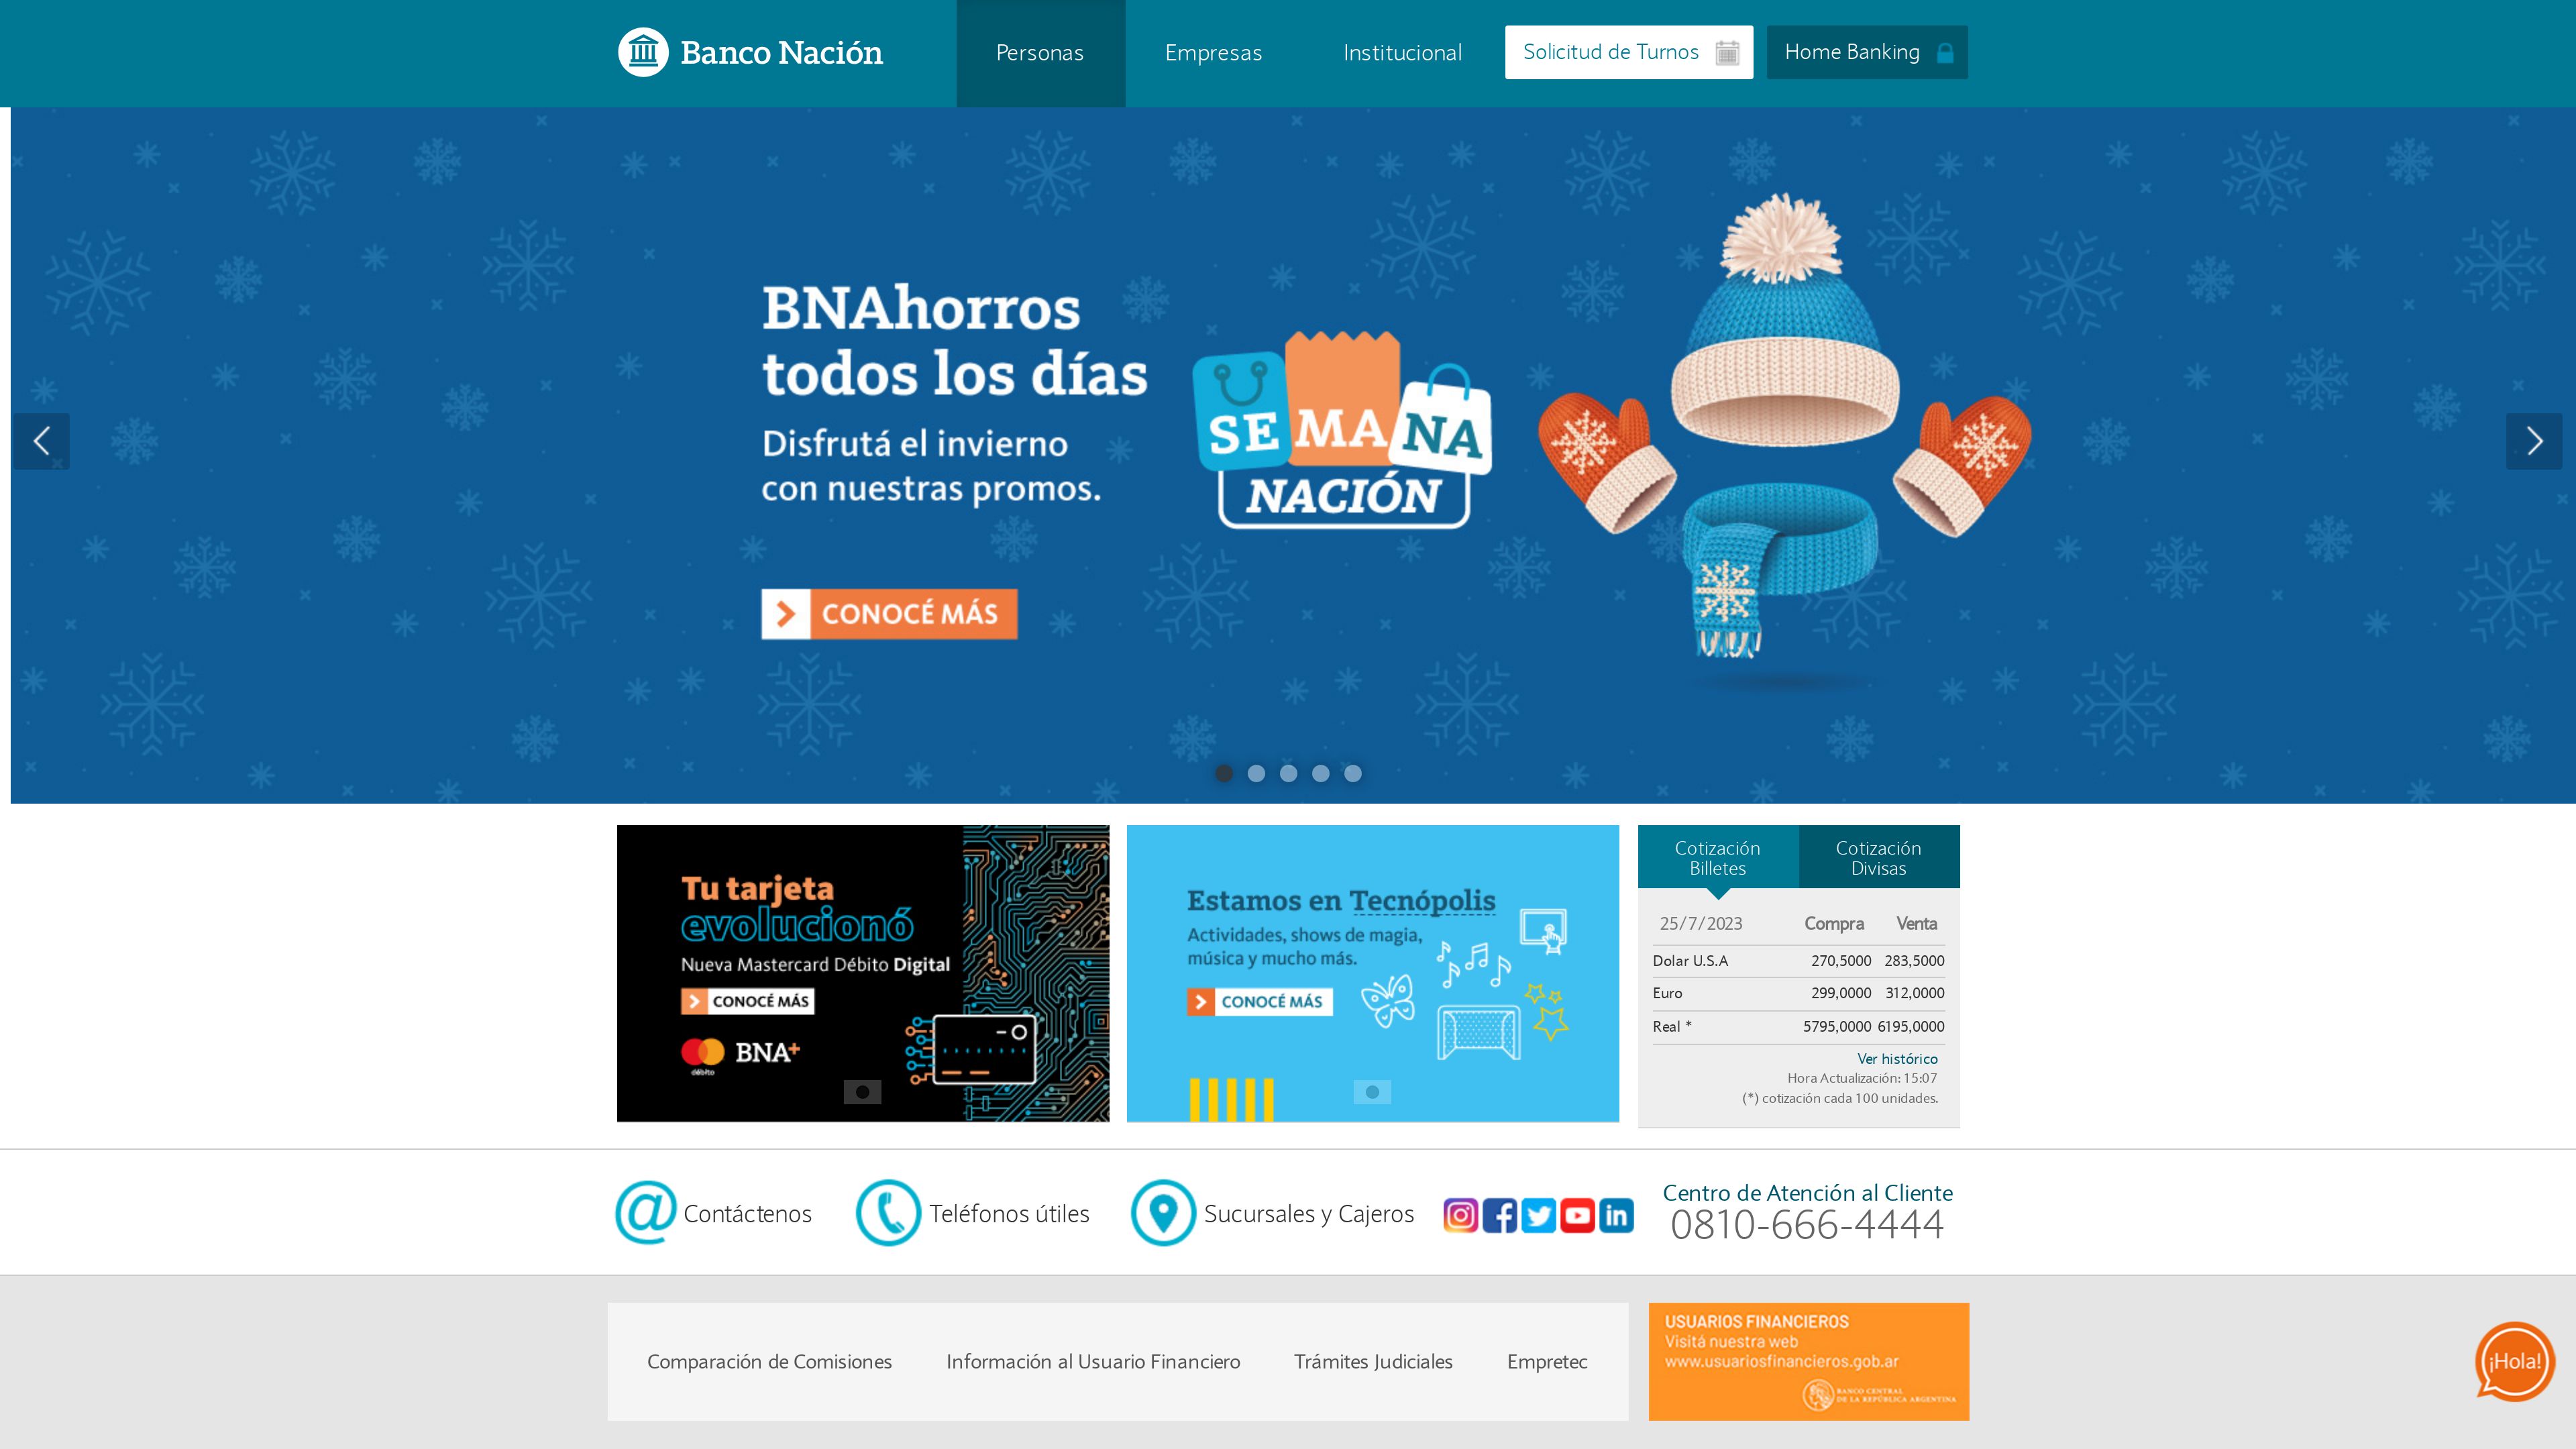 Banco Nación
Personas
Empresas
Institucional
Solicitud de Turnos
Home Banking
BNAhorros
todos los días
Disfrutá el invierno
con nuestras promos.
CONOCÉ MÁS
SEMANA
NACIÓN
Tu tarjeta
evolucionó
Nueva Mastercard Débito Digital
CONOCÉ MÁS
débito
BNA+
Estamos en Tecnópolis
Actividades, shows de magia,
música y mucho más.
CONOCÉ MÁS
Cotización
Billetes
Cotización
Divisas
25/7/2023 Compra Venta
Dolar U.S.A 270,5000 283,5000
Euro 299,0000 312,0000
Real * 5795,0000 6195,0000
Ver histórico
Hora Actualización: 15:07
(*) cotización cada 100 unidades.
Contáctenos
Teléfonos útiles
Sucursales y Cajeros
Centro de Atención al Cliente
0810-666-4444
Comparación de Comisiones
Información al Usuario Financiero
Trámites Judiciales
Empretec
USUARIOS FINANCIEROS
Visitá nuestra web
www.usuariosfinancieros.gob.ar
BANCO CENTRAL
DE LA REPÚBLICA ARGENTINA
¡Hola!